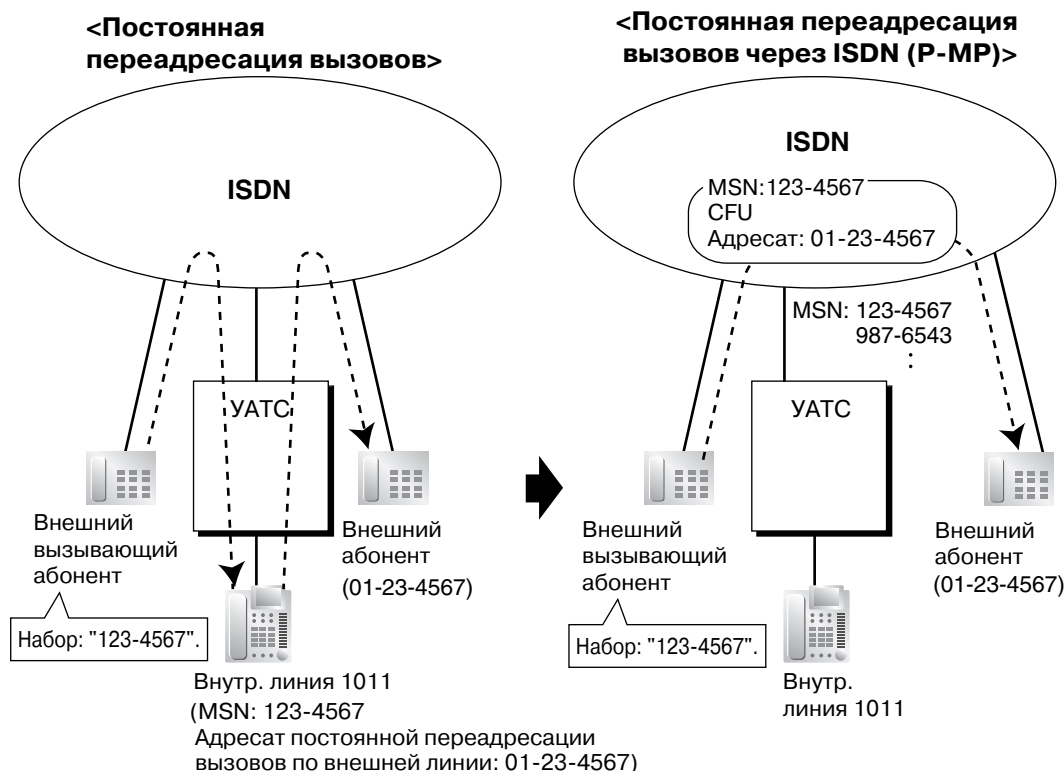 <Постоянная
переадресация вызовов>
ISDN
УАТС
Внешний
вызывающий
абонент
Набор: "123-4567".
Внешний
абонент
(01-23-4567)
Внутр. линия 1011
(MSN: 123-4567
Адресат постоянной переадресации
вызовов по внешней линии: 01-23-4567)
<Постоянная переадресация
вызовов через ISDN (P-MP)>
ISDN
MSN:123-4567
CFU
Адресат: 01-23-4567
MSN: 123-4567
987-6543
:
УАТС
Внешний
вызывающий
абонент
Набор: "123-4567".
Внешний
абонент
(01-23-4567)
Внутр.
линия 1011